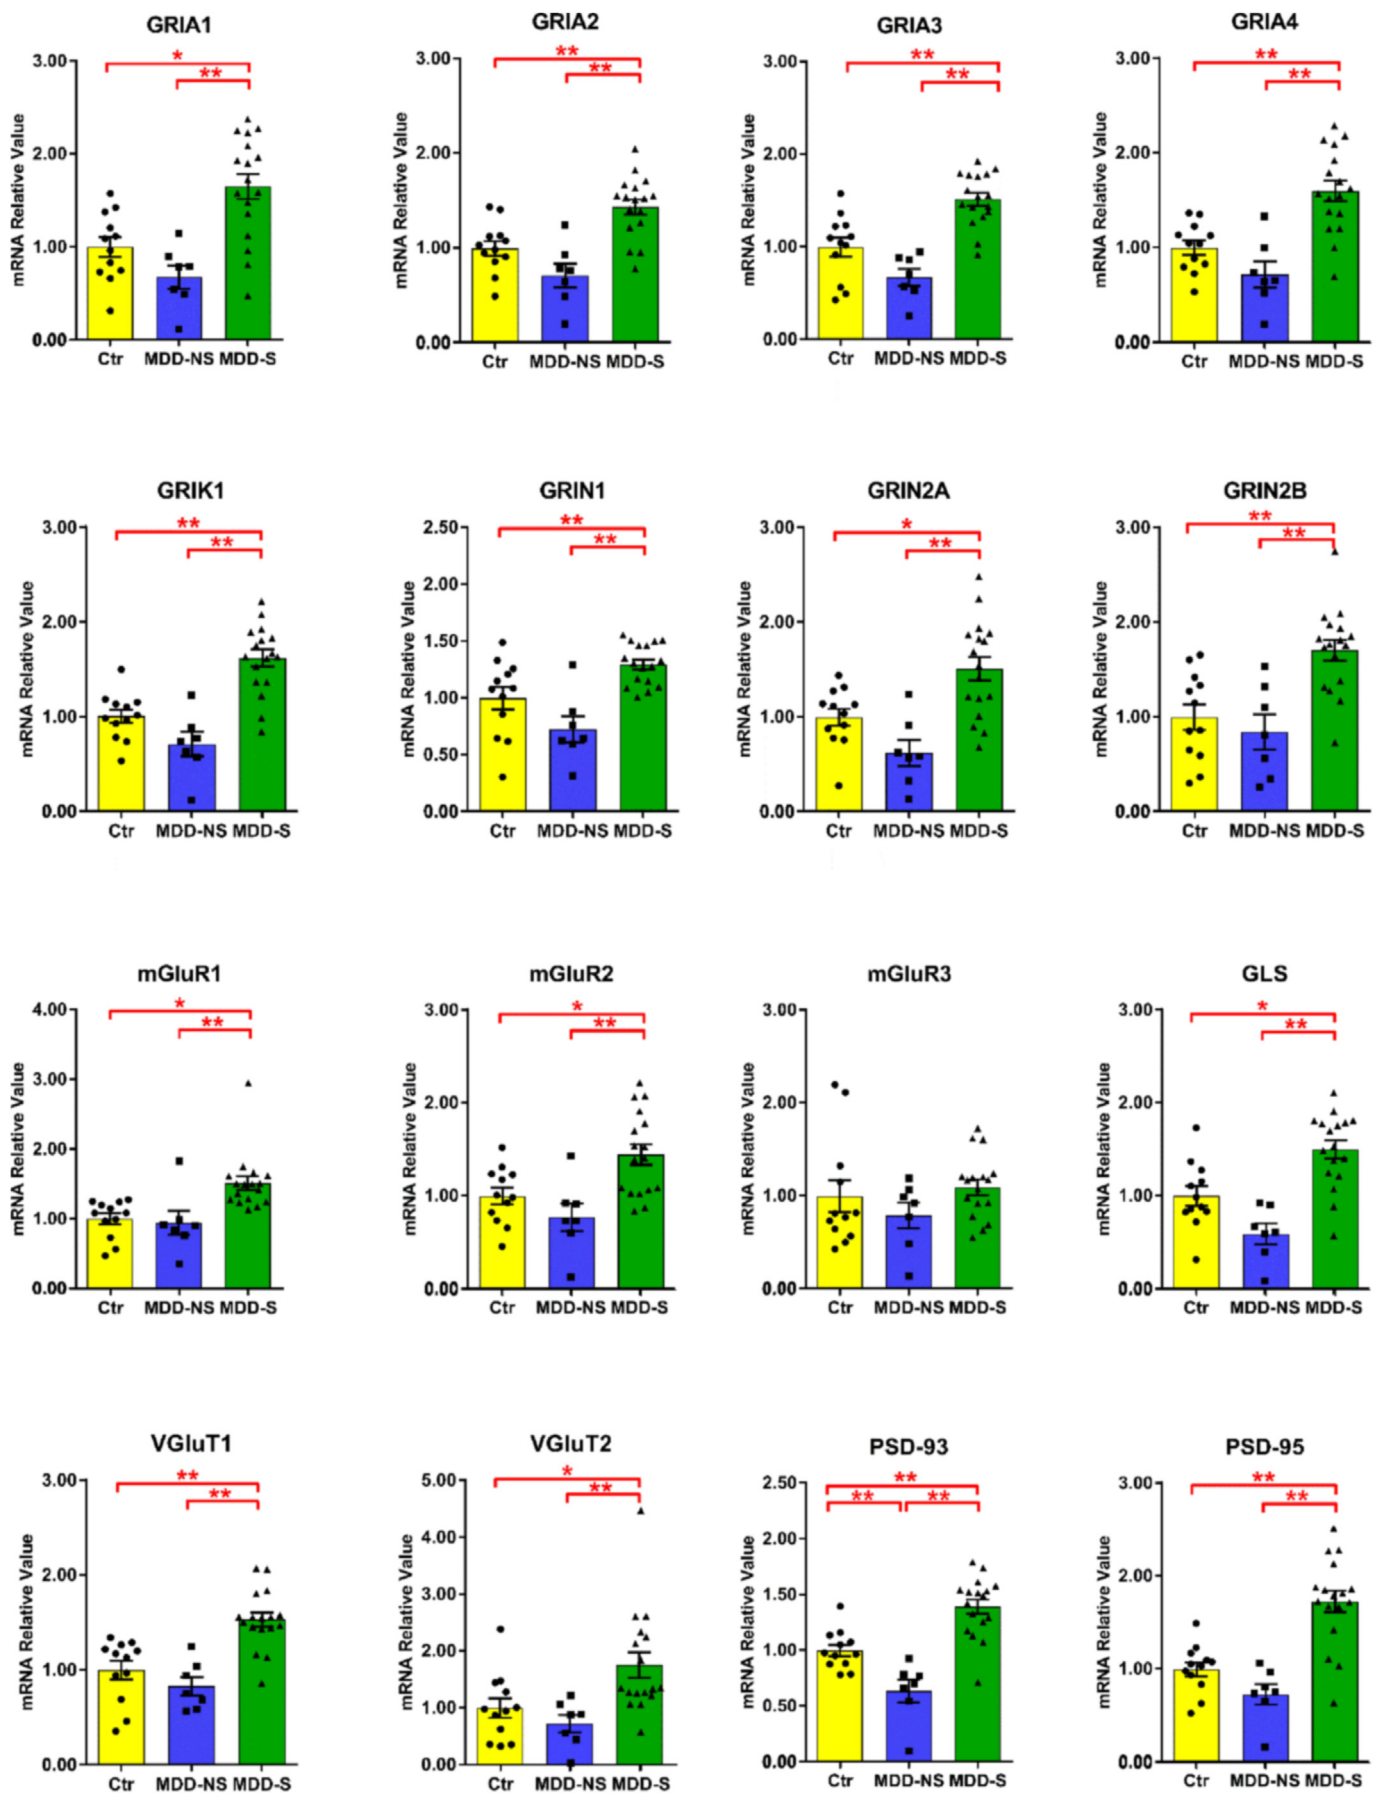 GRIA1 GRIA2 GRIA3 GRIA4
* ** ** **
** ** ** **
mRNA Relative Value mRNA Relative Value mRNA Relative Value mRNA Relative Value
3.00 3.00 3.00 3.00
2.00 2.00 2.00 2.00
1.00 1.00 1.00 1.00
0.00 0.00 0.00 0.00
Ctr MDD-NS MDD-S Ctr MDD-NS MDD-S Ctr MDD-NS MDD-S Ctr MDD-NS MDD-S
GRIK1 GRIN1 GRIN2A GRIN2B
** ** * **
** ** ** **
mRNA Relative Value mRNA Relative Value mRNA Relative Value mRNA Relative Value
3.00 2.50 3.00 3.00
2.00
2.00 1.50 2.00 2.00
1.00 1.00 1.00 1.00
0.50
0.00 0.00 0.00 0.00
Ctr MDD-NS MDD-S Ctr MDD-NS MDD-S Ctr MDD-NS MDD-S Ctr MDD-NS MDD-S
mGluR1 mGluR2 mGluR3 GLS
* * *
** ** **
mRNA Relative Value mRNA Relative Value mRNA Relative Value mRNA Relative Value
4.00 3.00 3.00 3.00
3.00
2.00 2.00 2.00 2.00
1.00 1.00 1.00 1.00
0.00 0.00 0.00 0.00
Ctr MDD-NS MDD-S Ctr MDD-NS MDD-S Ctr MDD-NS MDD-S Ctr MDD-NS MDD-S
VGluT1 VGluT2 PSD-93 PSD-95
** * ** **
** ** ** ** **
mRNA Relative Value mRNA Relative Value mRNA Relative Value mRNA Relative Value
3.00 5.00 2.50 3.00
4.00 2.00
2.00 3.00 1.50 2.00
2.00
1.00 1.00 1.00 1.00
0.50
0.00 0.00 0.00 0.00
Ctr MDD-NS MDD-S Ctr MDD-NS MDD-S Ctr MDD-NS MDD-S Ctr MDD-NS MDD-S